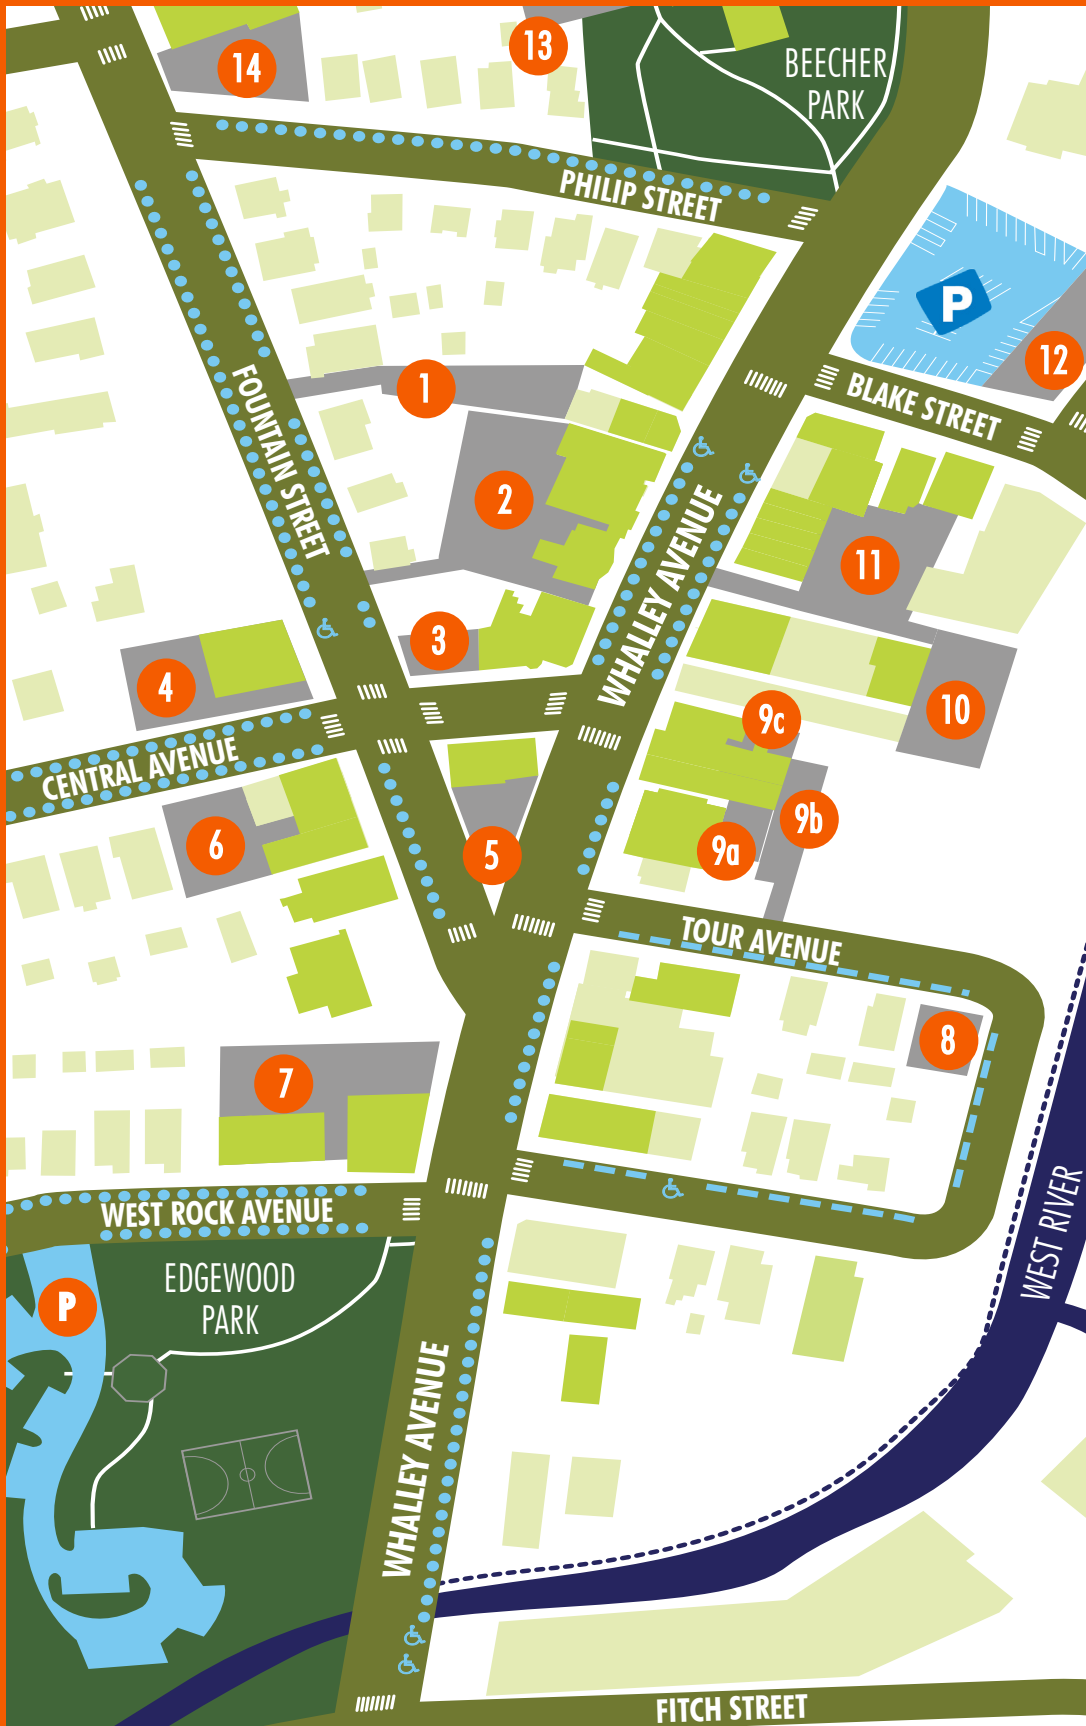 14
13
BEECHER
PARK
PHILIP STREET
P
12
1
BLAKE STREET
FOUNTAIN STREET
2
WHALLEY AVENUE
11
3
4
10
9c
CENTRAL AVENUE
9b
6
5
9a
TOUR AVENUE
8
7
WEST ROCK AVENUE
WEST RIVER
EDGEWOOD
PARK
P
WHALLEY AVENUE
FITCH STREET